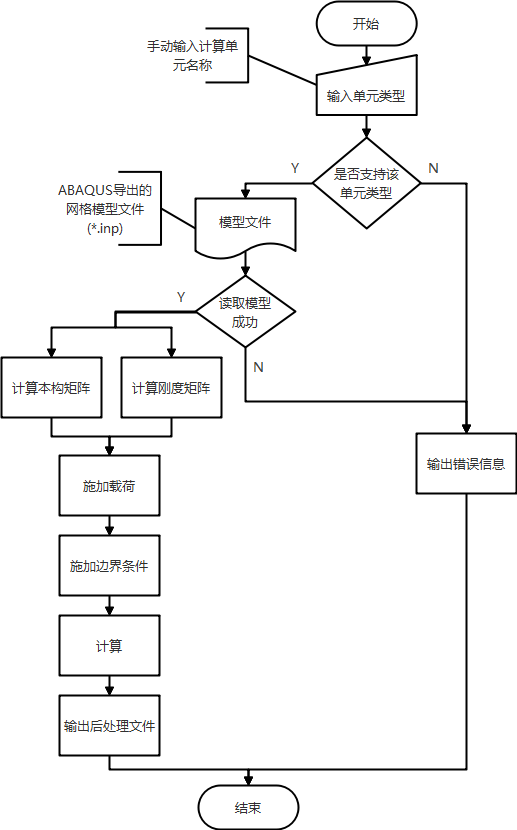 开始
手动输入计算单
元名称
输入单元类型
是否支持该
单元类型
Y
N
ABAQUS导出的
网格模型文件
(*.inp)
模型文件
读取模型
成功
Y
N
计算本构矩阵
计算刚度矩阵
输出错误信息
施加载荷
施加边界条件
计算
输出后处理文件
结束